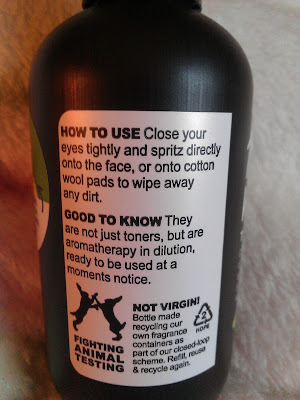 HOW TO USE Close your
eyes tightly and spritz directly
onto the face, or onto cotton
wool pads to wipe away
any dirt.
GOOD TO KNOW They
are not just toners, but are
aromatherapy in dilution,
ready to be used at a
moments notice.
FIGHTING
ANIMAL
TESTING
NOT VIRGIN!
Bottle made
recycling our
own fragrance
containers as
part of our closed-loop
scheme. Refill, reuse
& recycle again.
2
HDPE